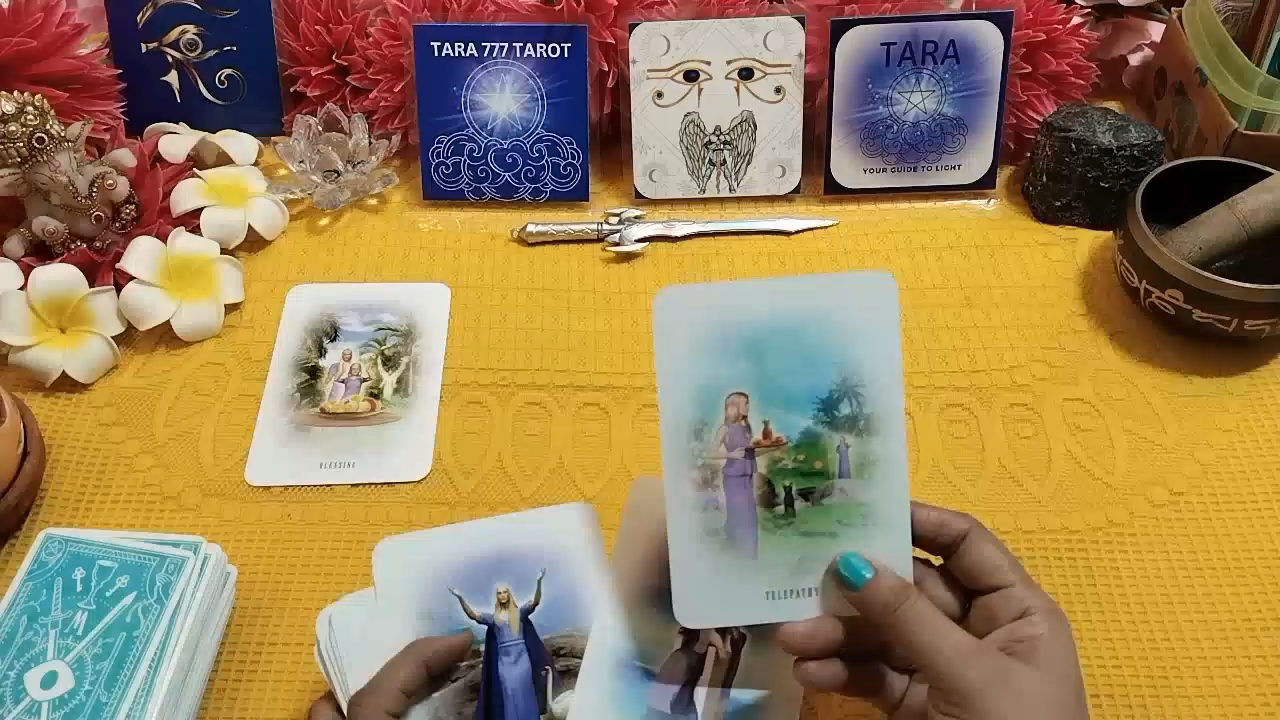 TARA 777 TAROT
TARA
YOUR GUIDE TO LIGHT
BLESSING
TELEPATHY